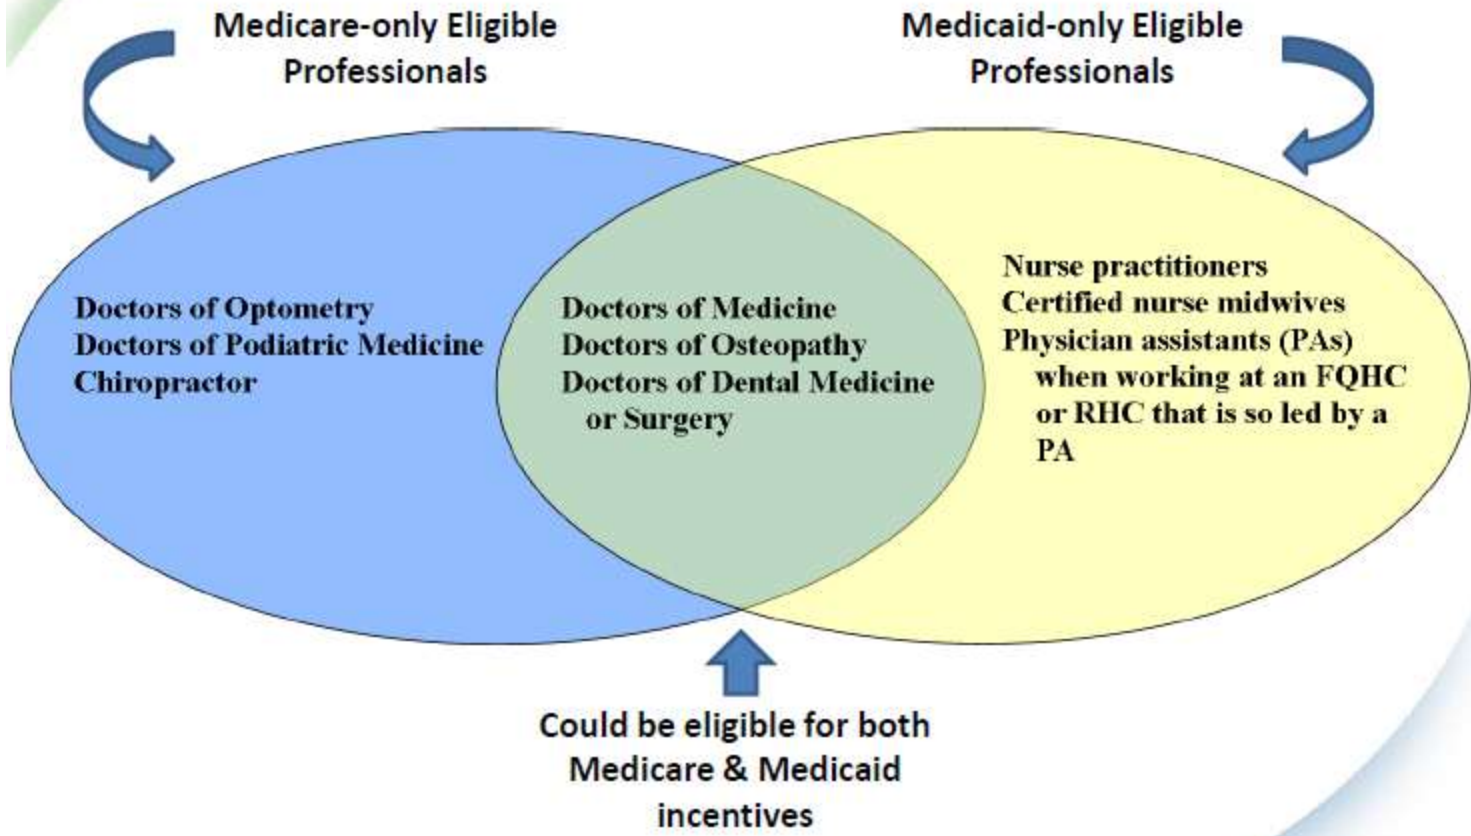 Medicare-only Eligible
Professionals
Medicaid-only Eligible
Professionals
Doctors of Optometry
Doctors of Podiatric Medicine
Chiropractor
Doctors of Medicine
Doctors of Osteopathy
Doctors of Dental Medicine
or Surgery
Nurse practitioners
Certified nurse midwives
Physician assistants (PAs)
when working at an FQHC
or RHC that is so led by a
PA
Could be eligible for both
Medicare & Medicaid
incentives